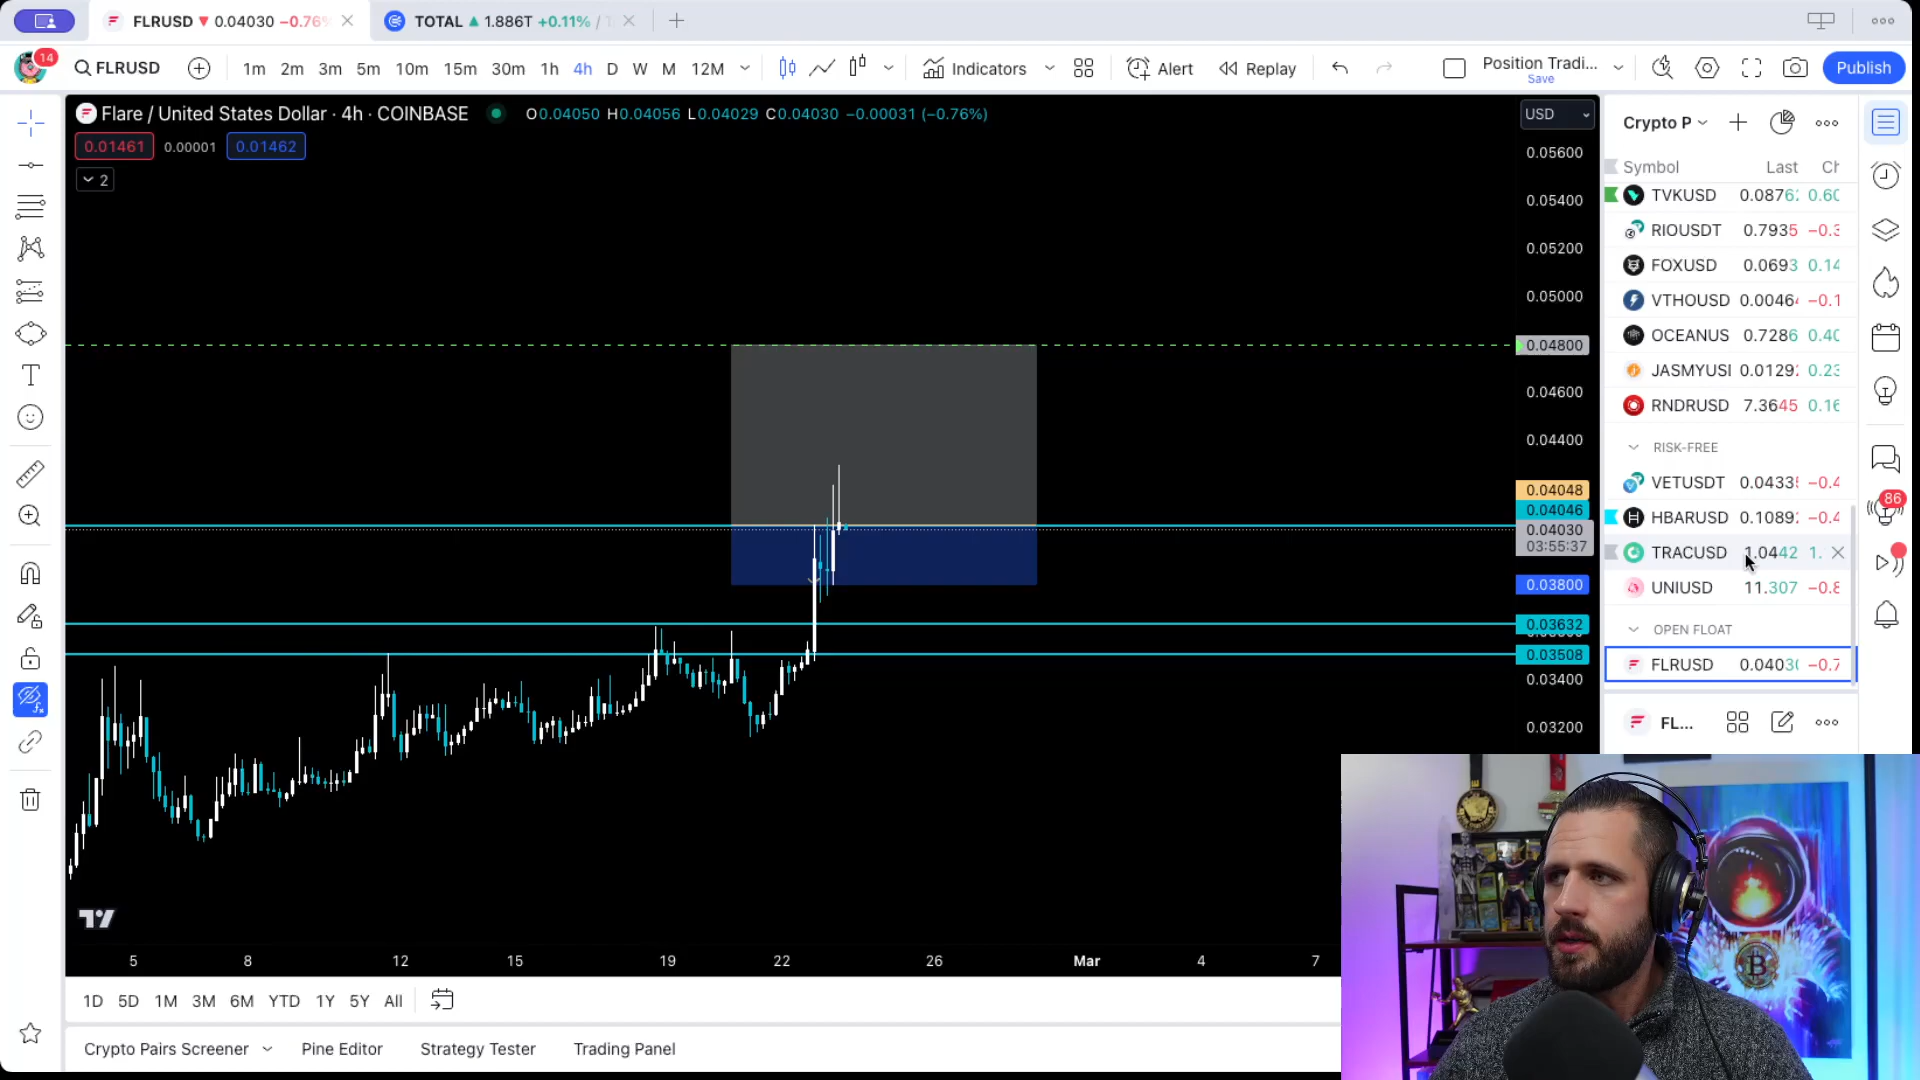 FLRUSD ▼ 0.04030 −0.76%
TOTAL ▲ 1.886T +0.11% /
14
FLRUSD
1m 2m 3m 5m 10m 15m 30m 1h 4h D W M 12M
Indicators
Alert
Replay
Position Tradi...
Save
Publish
Flare / United States Dollar · 4h · COINBASE
O0.04050 H0.04056 L0.04029 C0.04030 −0.00031 (−0.76%)
0.01461
0.00001
0.01462
2
USD
0.05600
0.05400
0.05200
0.05000
0.04800
0.04600
0.04400
0.04048
0.04046
0.04030
03:55:37
0.03800
0.03632
0.03508
0.03400
0.03200
5 8 12 15 19 22 26 Mar 4 7
1D 5D 1M 3M 6M YTD 1Y 5Y All
Crypto Pairs Screener
Pine Editor
Strategy Tester
Trading Panel
Crypto P
Symbol Last Ch
TVKUSD 0.0876 0.60
RIOUSDT 0.7935 −0.3
FOXUSD 0.0693 0.14
VTHOUSD 0.0046 −0.1
OCEANUS 0.7286 0.40
JASMYUSI 0.0129 0.23
RNDRUSD 7.3645 0.16
RISK-FREE
VETUSDT 0.0433 −0.4
HBARUSD 0.1089 −0.4
TRACUSD 1.0442 1.
UNIUSD 11.307 −0.8
OPEN FLOAT
FLRUSD 0.0403 −0.7
FL...
86